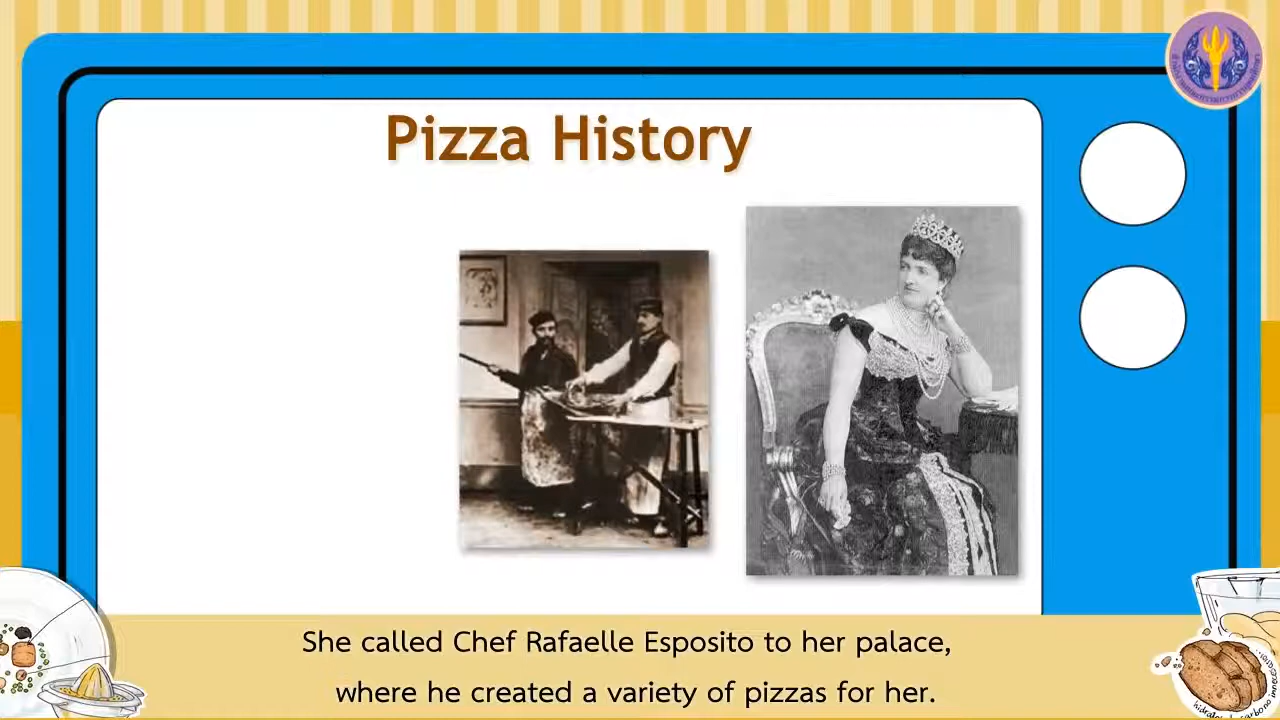 Pizza History
She called Chef Rafaelle Esposito to her palace,
where he created a variety of pizzas for her.